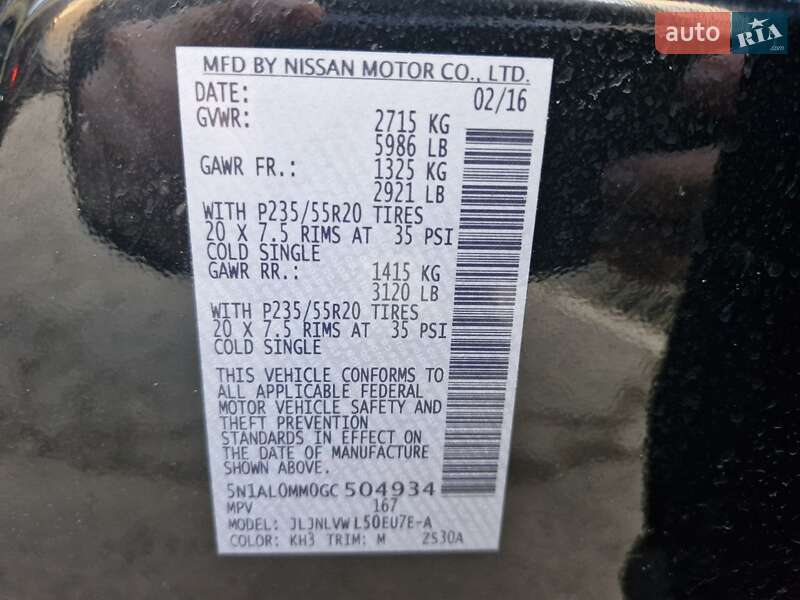 auto RIA
MFD BY NISSAN MOTOR CO., LTD.
DATE: 02/16
GVWR: 2715 KG
5986 LB
GAWR FR.: 1325 KG
2921 LB
WITH P235/55R20 TIRES
20 X 7.5 RIMS AT 35 PSI
COLD SINGLE
GAWR RR.: 1415 KG
3120 LB
WITH P235/55R20 TIRES
20 X 7.5 RIMS AT 35 PSI
COLD SINGLE
THIS VEHICLE CONFORMS TO
ALL APPLICABLE FEDERAL
MOTOR VEHICLE SAFETY AND
THEFT PREVENTION
STANDARDS IN EFFECT ON
THE DATE OF MANUFACTURE
SHOWN ABOVE.
5N1AL0MM0GC504934
MPV 167
MODEL: JLJNLVWL50EU7E-A
COLOR: KH3 TRIM: M 2S30A